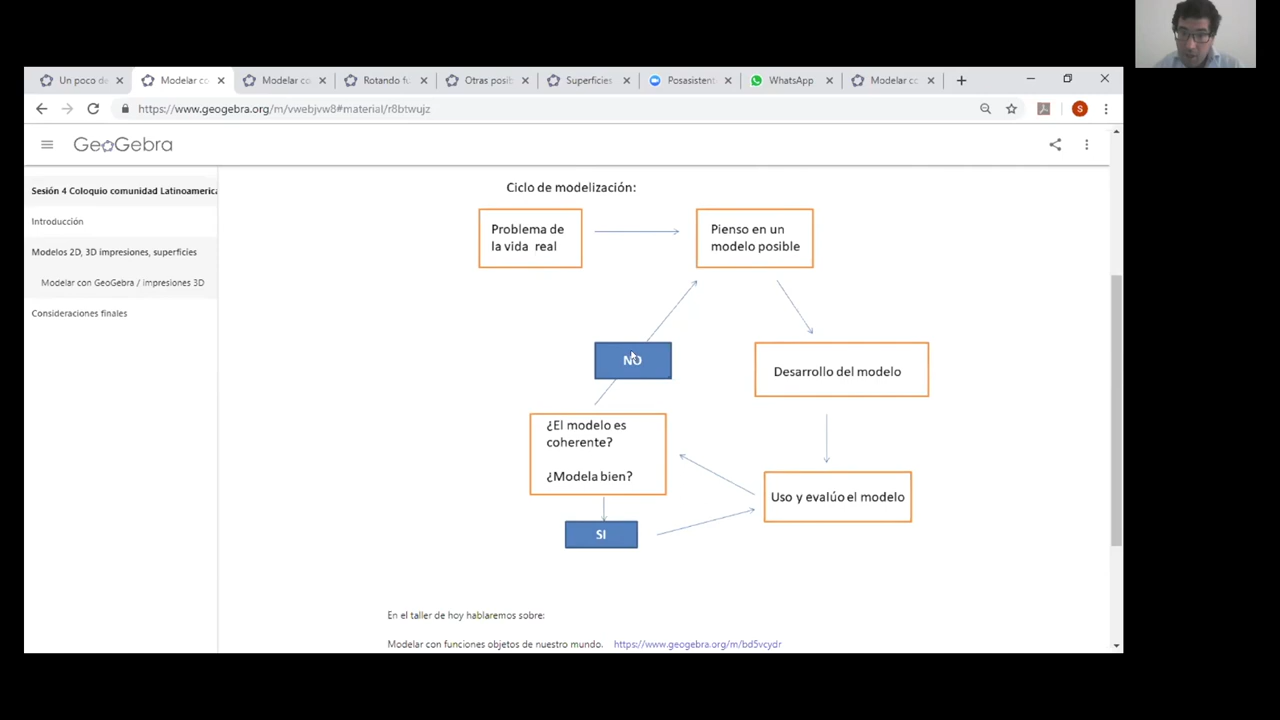 Un poco de
Modelar co
Modelar co
Rotando fu
Otras posib
Superficies
Posasistent
WhatsApp
Modelar co
https://www.geogebra.org/m/vwebjvw8#material/r8btwujz
S
GeoGebra
Sesión 4 Coloquio comunidad Latinoamerica
Introducción
Modelos 2D, 3D impresiones, superficies
Modelar con GeoGebra / impresiones 3D
Consideraciones finales
Ciclo de modelización:
Problema de
la vida real
Pienso en un
modelo posible
NO
Desarrollo del modelo
¿El modelo es
coherente?
¿Modela bien?
Uso y evalúo el modelo
SI
En el taller de hoy hablaremos sobre:
Modelar con funciones objetos de nuestro mundo. https://www.geogebra.org/m/bd5vcydr